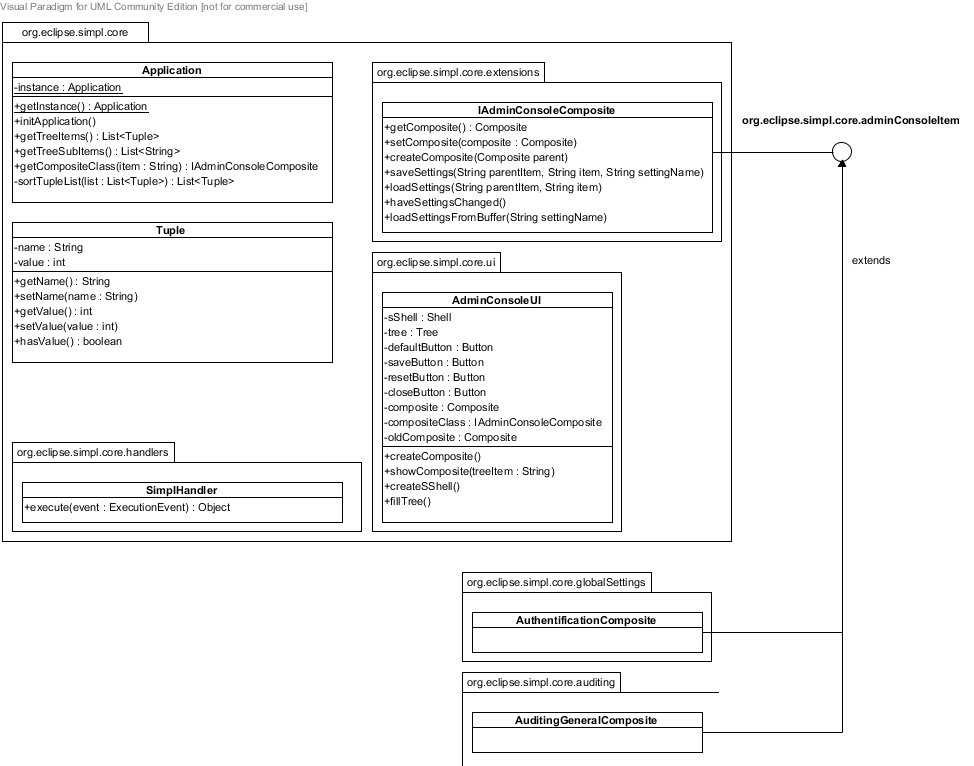 Visual Paradigm for UML Community Edition [not for commercial use]
org.eclipse.simpl.core
Application
-instance : Application
+getInstance() : Application
+initApplication()
+getTreeItems() : List<Tuple>
+getTreeSubItems() : List<String>
+getCompositeClass(item : String) : IAdminConsoleComposite
-sortTupleList(list : List<Tuple>) : List<Tuple>
Tuple
-name : String
-value : int
+getName() : String
+setName(name : String)
+getValue() : int
+setValue(value : int)
+hasValue() : boolean
org.eclipse.simpl.core.handlers
SimplHandler
+execute(event : ExecutionEvent) : Object
org.eclipse.simpl.core.extensions
IAdminConsoleComposite
+getComposite() : Composite
+setComposite(composite : Composite)
+createComposite(Composite parent)
+saveSettings(String parentItem, String item, String settingName)
+loadSettings(String parentItem, String item)
+haveSettingsChanged()
+loadSettingsFromBuffer(String settingName)
org.eclipse.simpl.core.ui
AdminConsoleUI
-sShell : Shell
-tree : Tree
-defaultButton : Button
-saveButton : Button
-resetButton : Button
-closeButton : Button
-composite : Composite
-compositeClass : IAdminConsoleComposite
-oldComposite : Composite
+createComposite()
+showComposite(treeItem : String)
+createSShell()
+fillTree()
org.eclipse.simpl.core.adminConsoleItem
extends
org.eclipse.simpl.core.globalSettings
AuthentificationComposite
org.eclipse.simpl.core.auditing
AuditingGeneralComposite